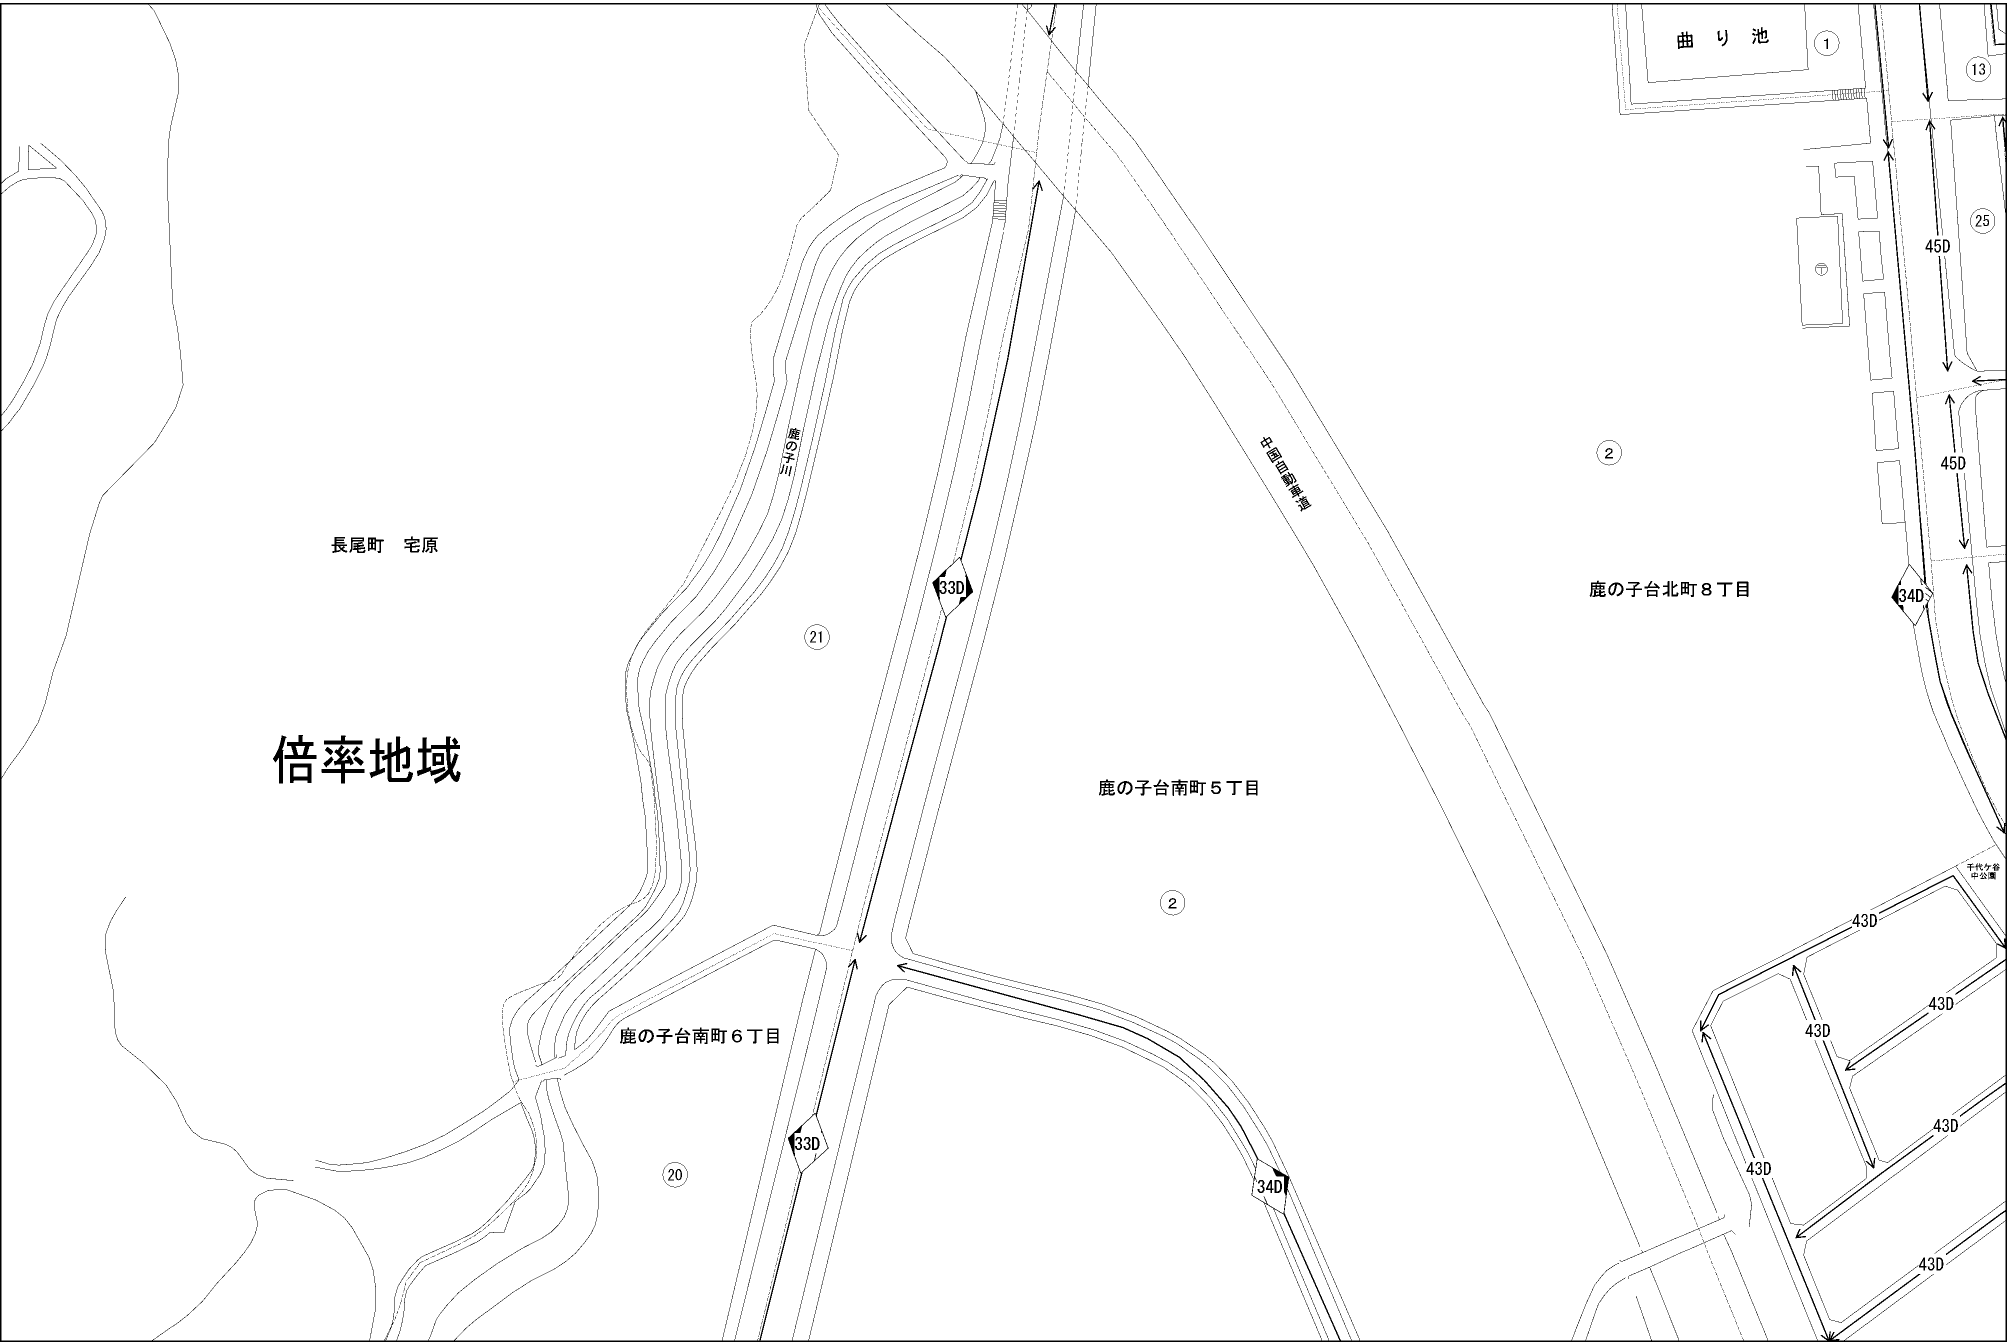 曲り池
1
13
25
45D
〒
鹿の子川
中国自動車道
2
45D
長尾町 宅原
33D
鹿の子台北町8丁目
34D
21
倍率地域
鹿の子台南町5丁目
千代ケ谷
中公園
2
43D
43D
43D
鹿の子台南町6丁目
43D
33D
43D
20
34D
43D